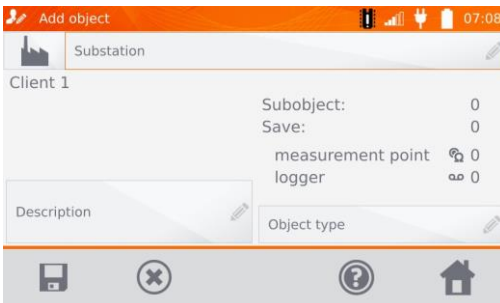 Add object
07:08
Substation
Client 1
Subobject: 0
Save: 0
measurement point 0
logger 0
Description
Object type